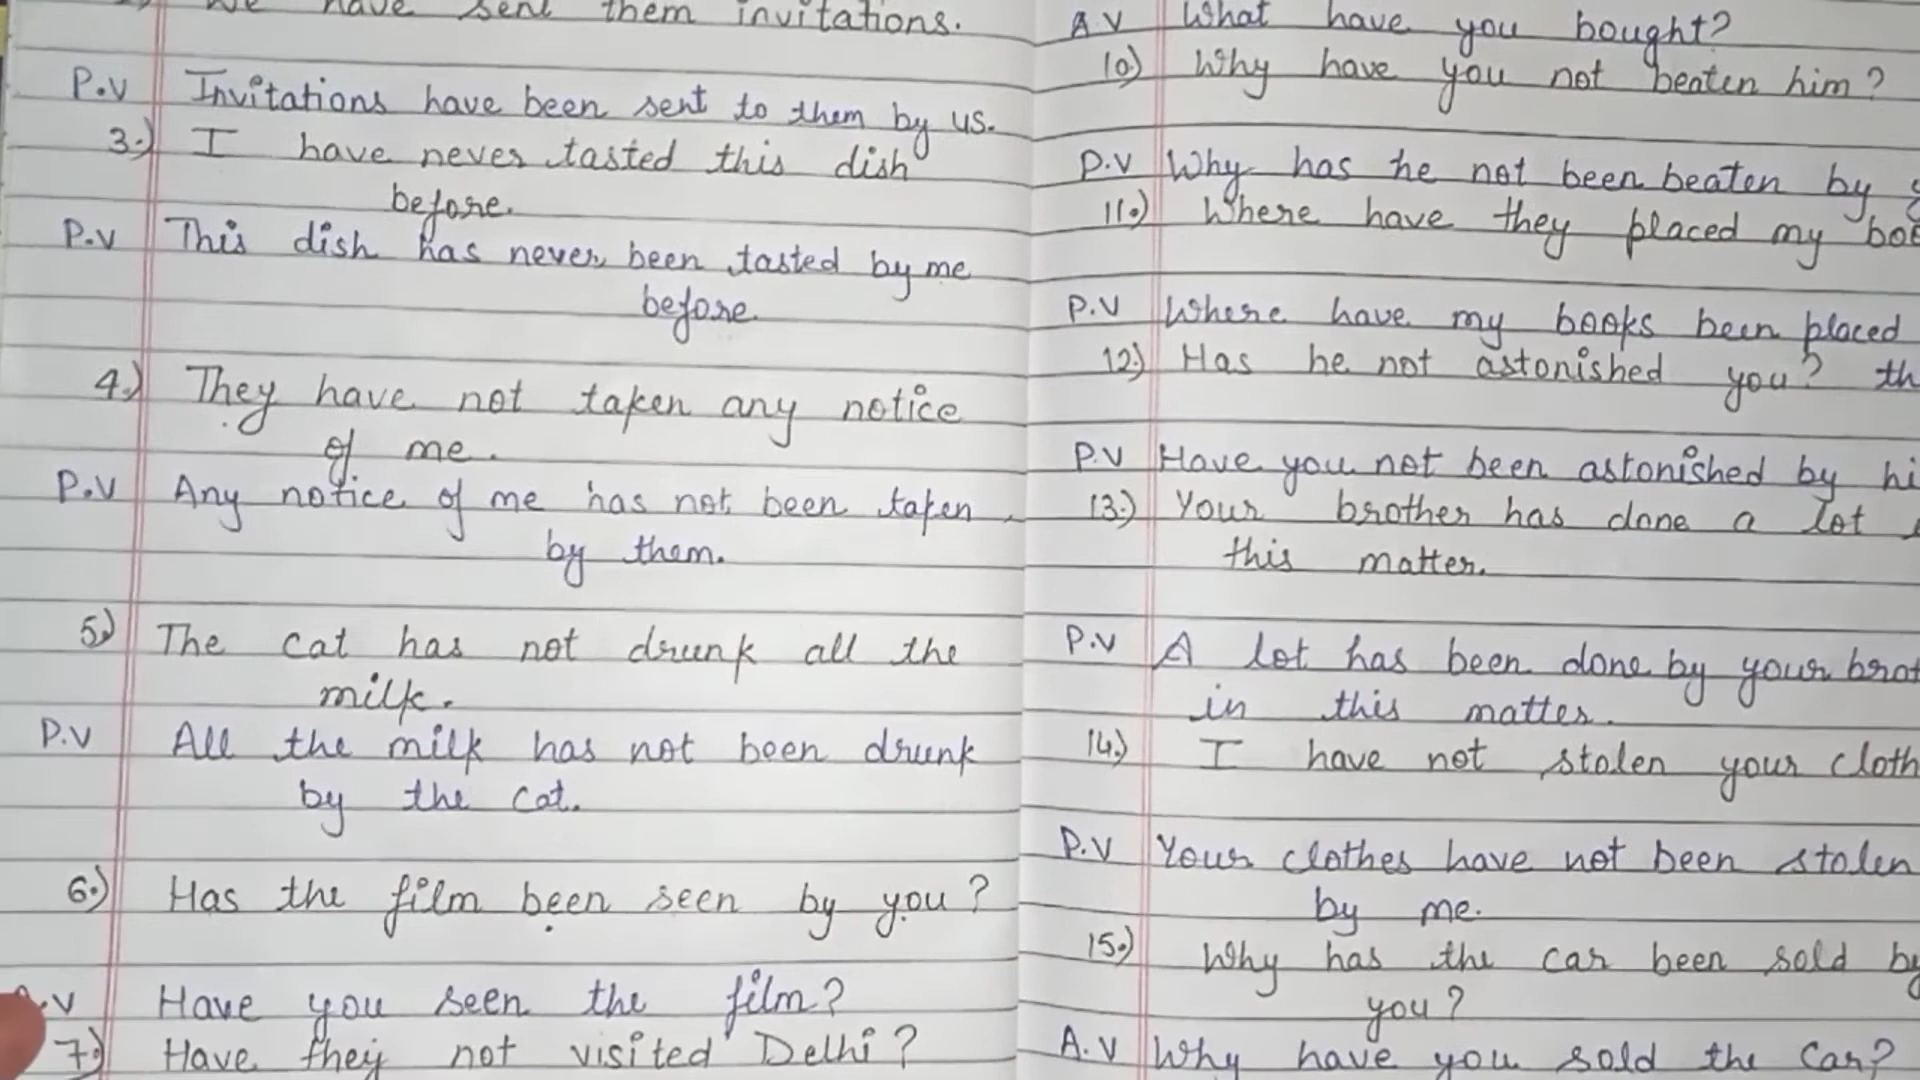 We have sent them invitations.
P.V Invitations have been sent to them by us.
3.) I have never tasted this dish
before.
P.V This dish has never been tasted by me
before.
4.) They have not taken any notice
of me.
P.V Any notice of me has not been taken
by them.
5.) The cat has not drunk all the
milk.
P.V All the milk has not been drunk
by the cat.
6.) Has the film been seen by you?
A.V Have you seen the film?
7.) Have they not visited Delhi?
A.V What have you bought?
10) Why have you not beaten him?
P.V Why has he not been beaten by
11.) Where have they placed my
P.V Where have my books been placed
12.) Has he not astonished you?
P.V Have you not been astonished by
13.) Your brother has done a lot
this matter.
P.V A lot has been done by your
in this matter.
14.) I have not stolen your
P.V Your clothes have not been stolen
by me.
15.) Why has the car been sold by
you?
A.V Why have you sold the car?